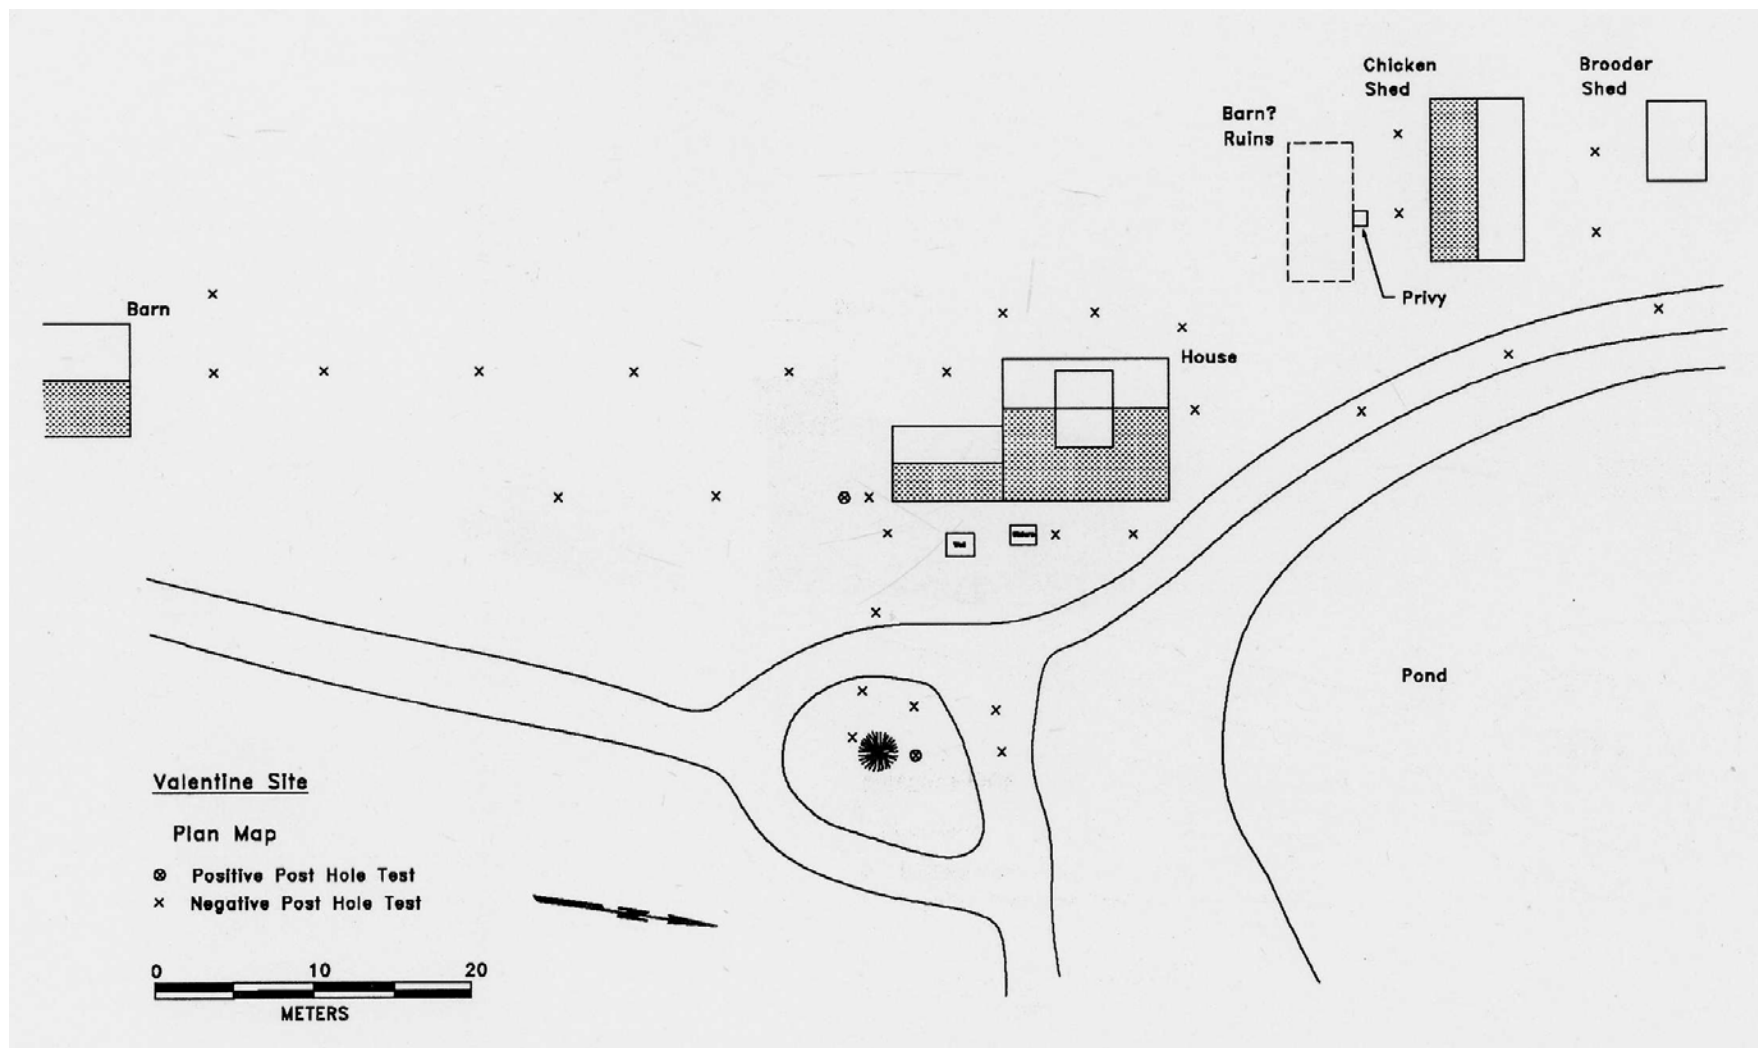 Chicken
Shed
Brooder
Shed
Barn?
Ruins
Privy
Barn
House
Pond
Valentine Site
Plan Map
Positive Post Hole Test
Negative Post Hole Test
0 10 20
METERS